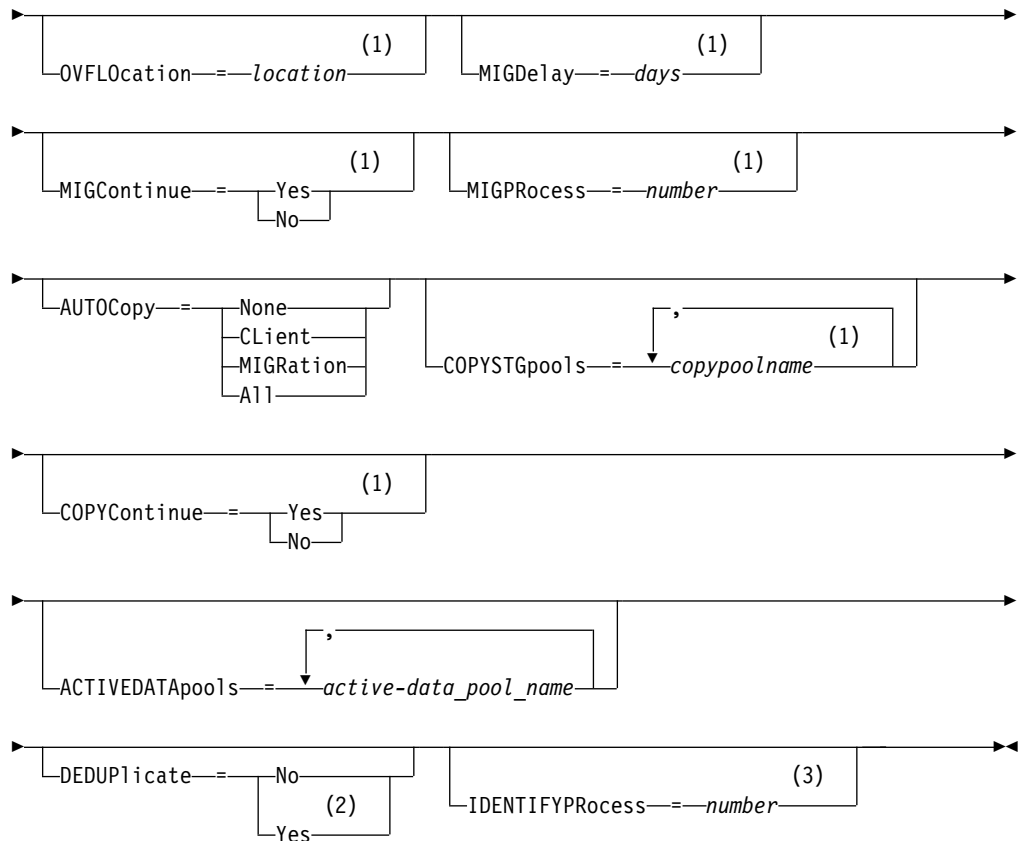 (1) (1)
OVFLOcation = location MIGDelay = days
(1) (1)
MIGContinue = Yes MIGPRocess = number
No
AUTOCopy = None ,
CLient (1)
MIGRation COPYSTGpools = copypoolname
All
(1)
COPYContinue = Yes
No
,
ACTIVEDATApools = active-data_pool_name
DEDUPlicate = No (3)
(2) IDENTIFYPRocess = number
Yes